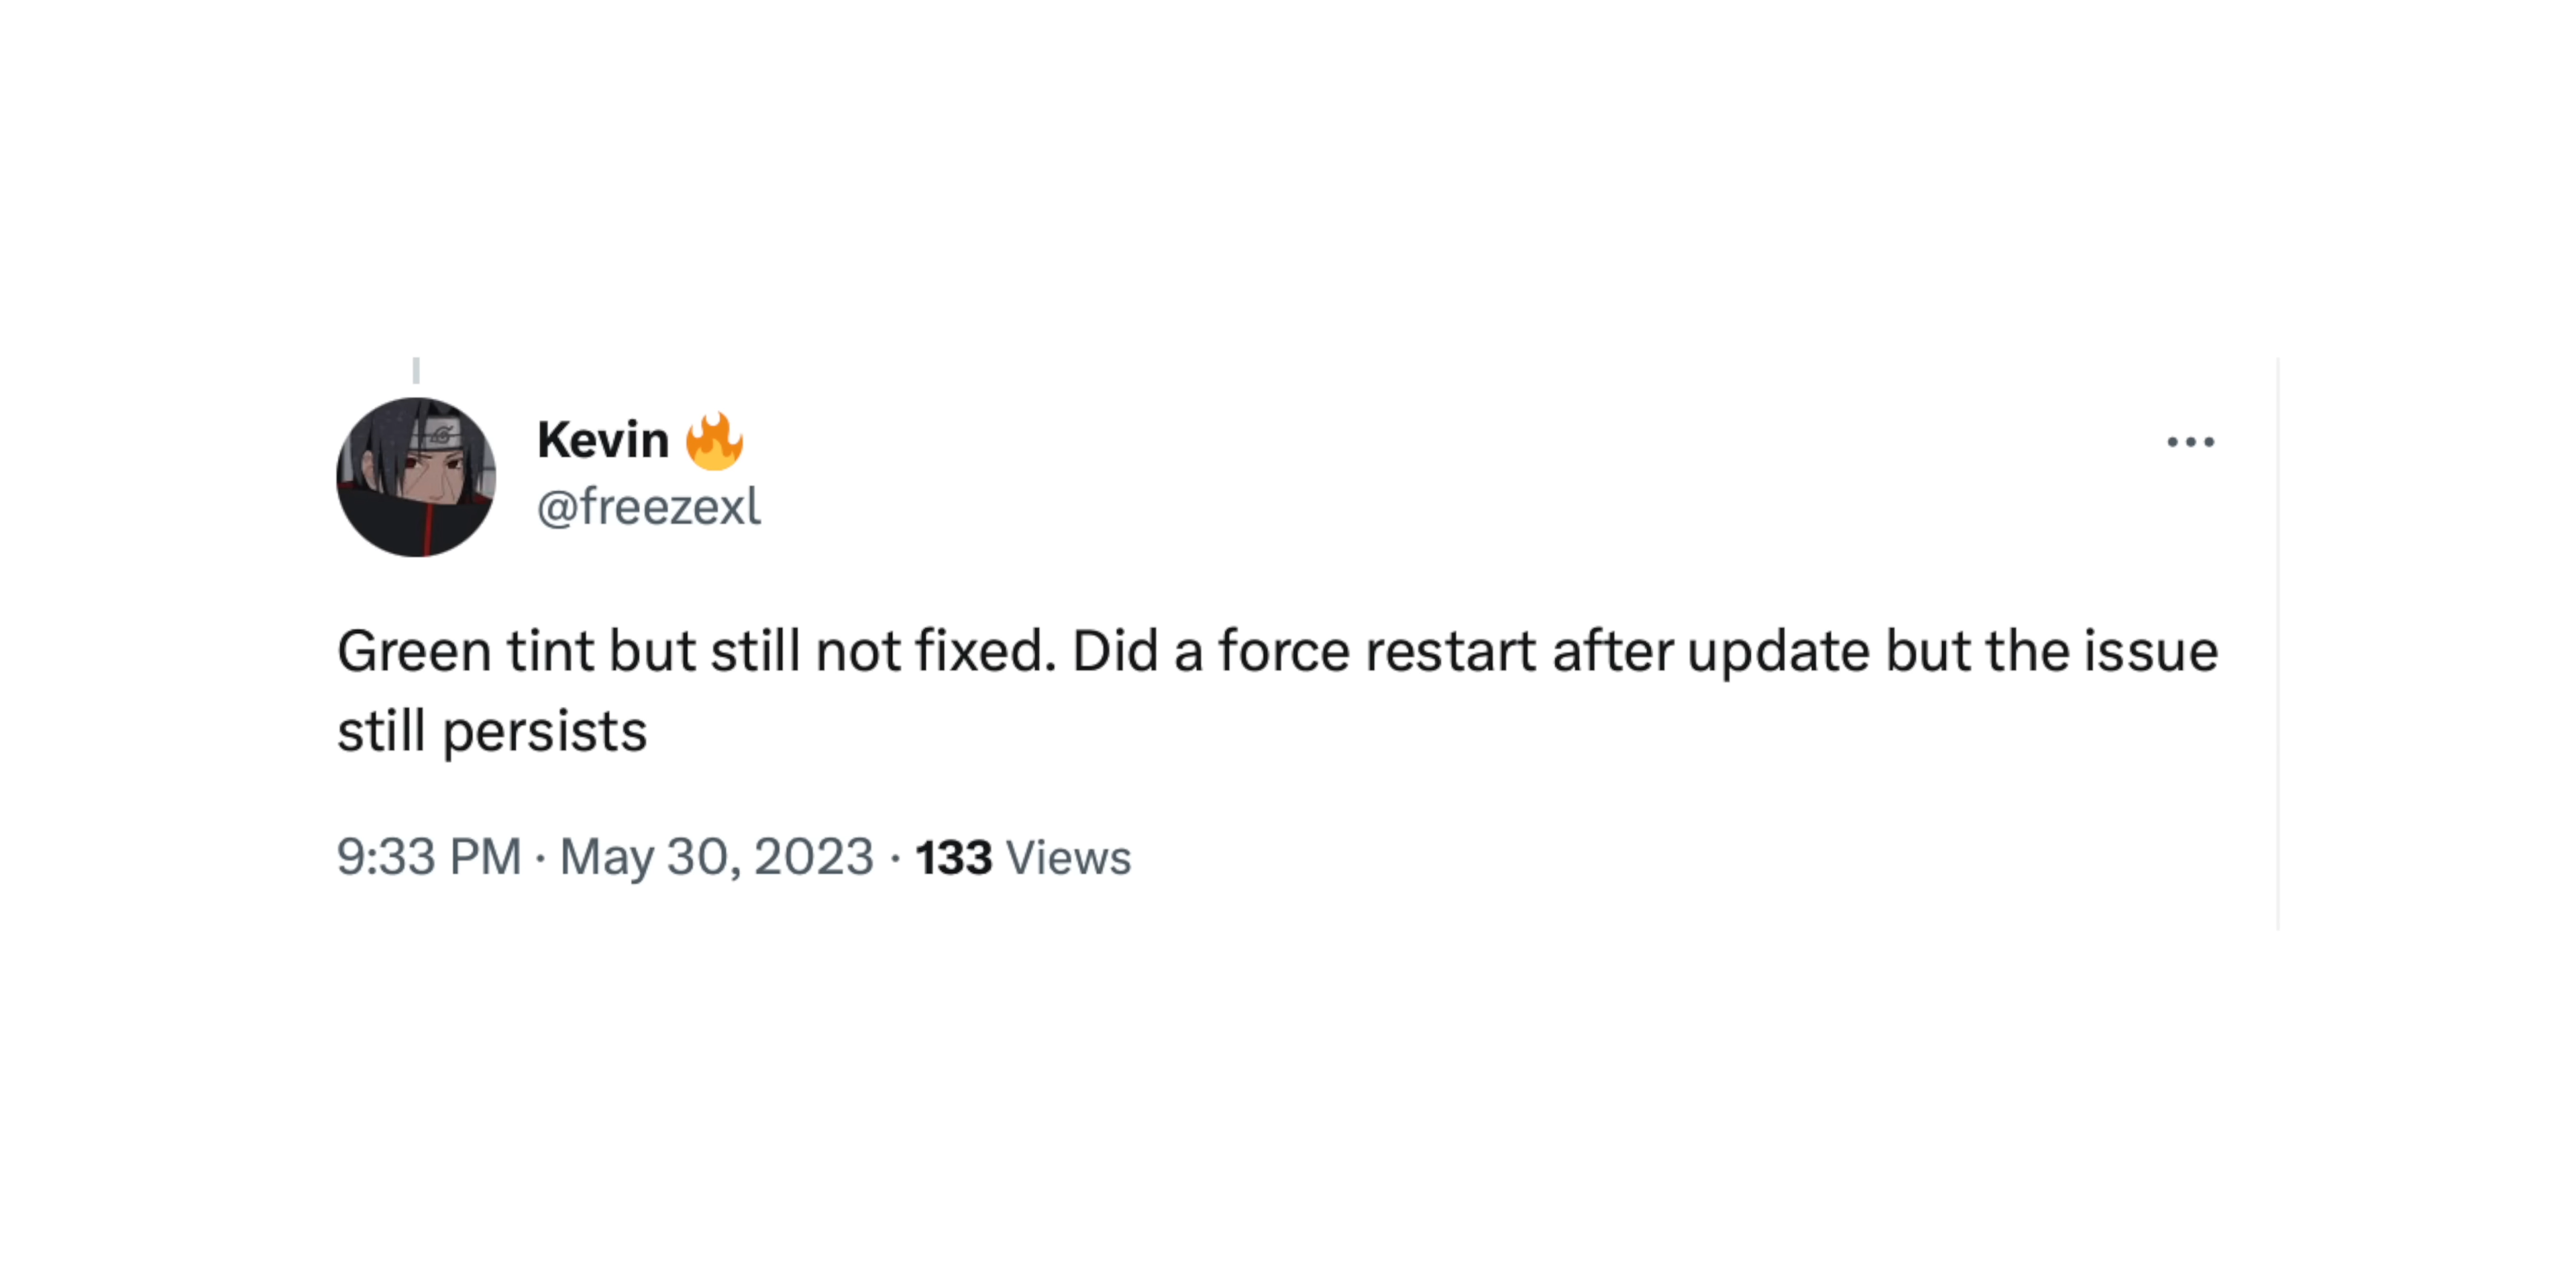 Kevin 🔥
@freezexl
Green tint but still not fixed. Did a force restart after update but the issue
still persists
9:33 PM · May 30, 2023 · 133 Views